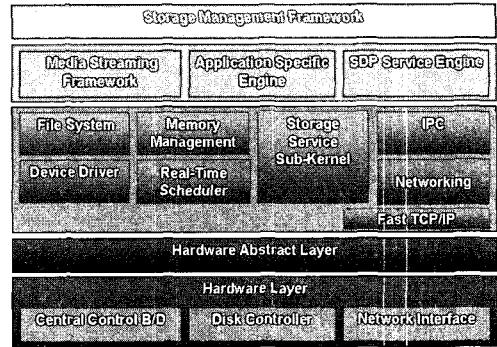 Storage Management Framework
Media Streaming Framework
Application Specific Engine
SDP Service Engine
File System
Memory Management
Storage Service Sub-Kernel
IPC
Device Driver
Real-Time Scheduler
Networking
Fast TCP/IP
Hardware Abstract Layer
Hardware Layer
Central Control B/D
Disk Controller
Network Interface